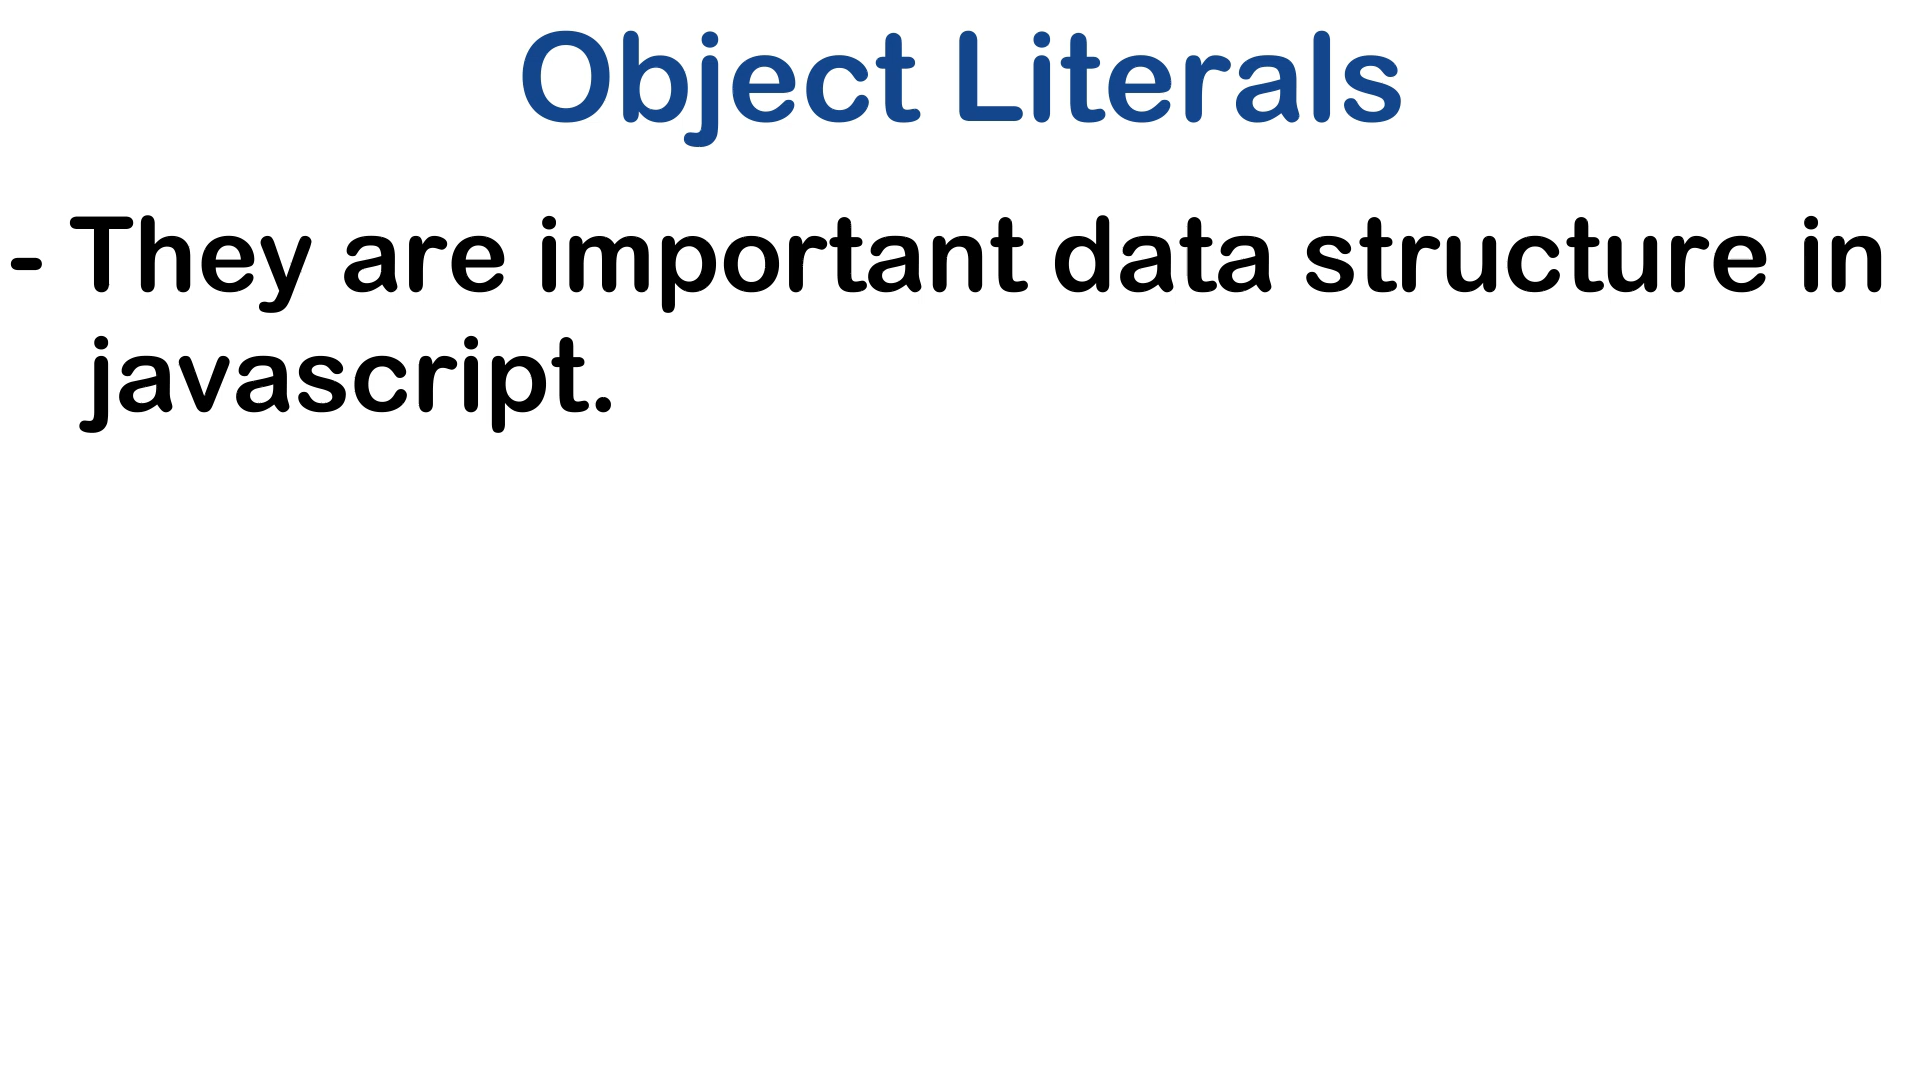 Object Literals
- They are important data structure in
javascript.